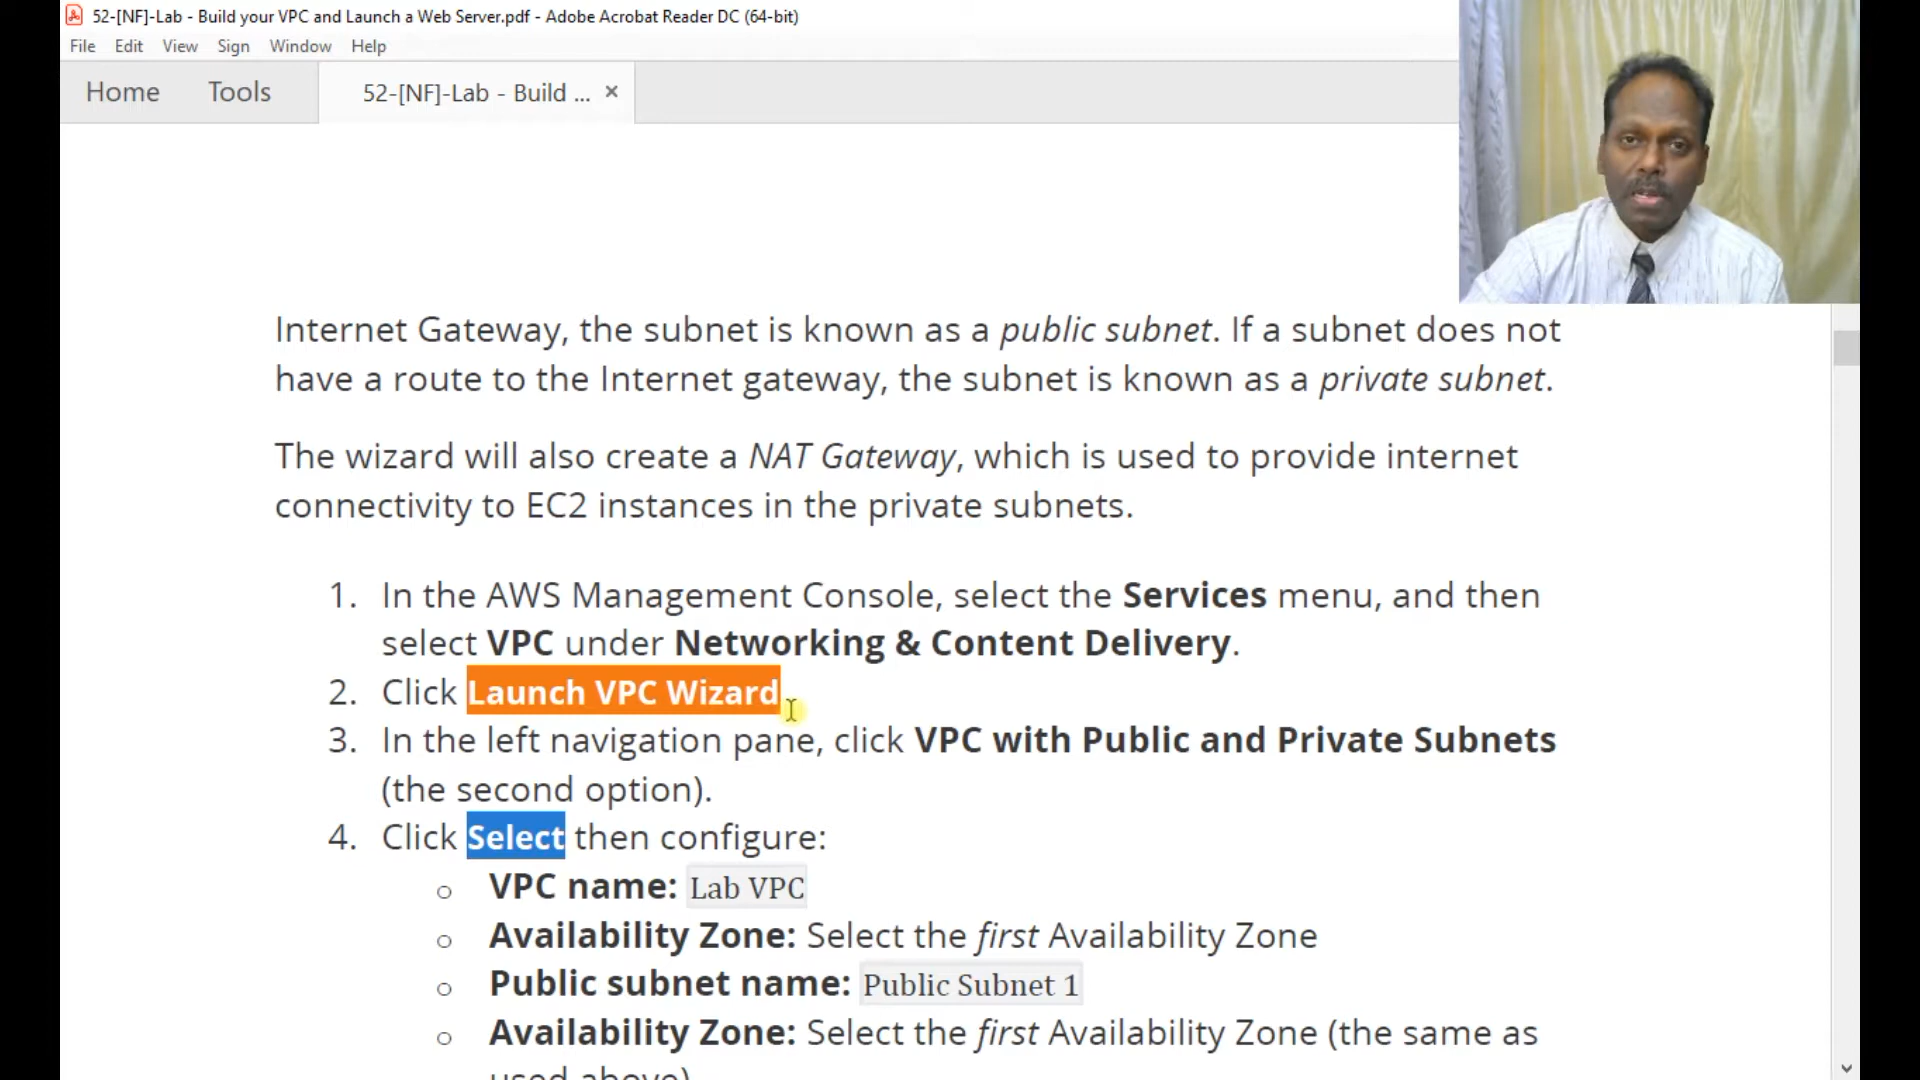 52-[NF]-Lab - Build your VPC and Launch a Web Server.pdf - Adobe Acrobat Reader DC (64-bit)
File Edit View Sign Window Help
Home Tools 52-[NF]-Lab - Build ... ×
Internet Gateway, the subnet is known as a public subnet. If a subnet does not
have a route to the Internet gateway, the subnet is known as a private subnet.
The wizard will also create a NAT Gateway, which is used to provide internet
connectivity to EC2 instances in the private subnets.
1. In the AWS Management Console, select the Services menu, and then
select VPC under Networking & Content Delivery.
2. Click Launch VPC Wizard
3. In the left navigation pane, click VPC with Public and Private Subnets
(the second option).
4. Click Select then configure:
o VPC name: Lab VPC
o Availability Zone: Select the first Availability Zone
o Public subnet name: Public Subnet 1
o Availability Zone: Select the first Availability Zone (the same as
used above)